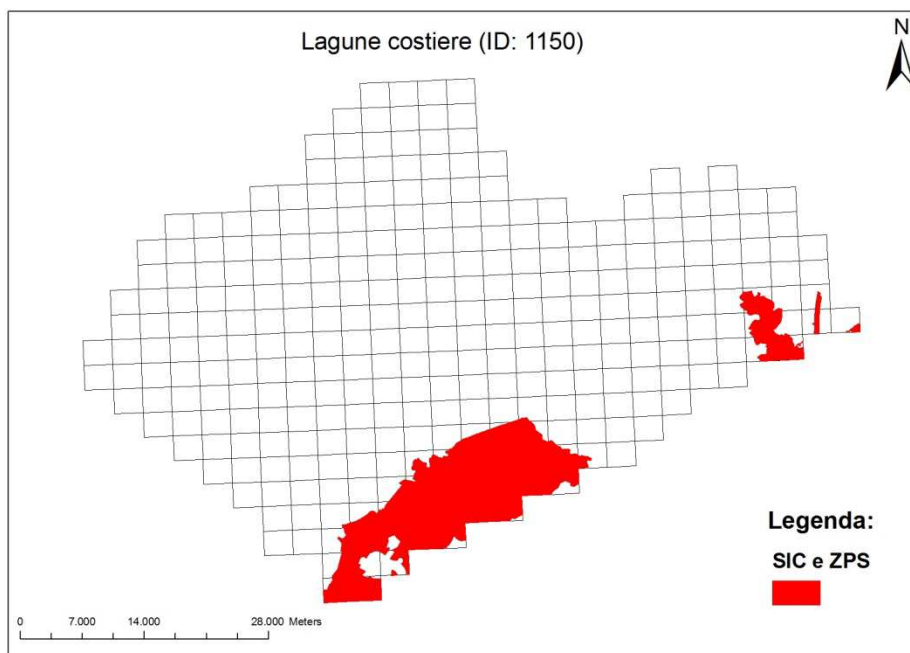 Lagune costiere (ID: 1150)
N
Legenda:
SIC e ZPS
0 7.000 14.000 28.000 Meters